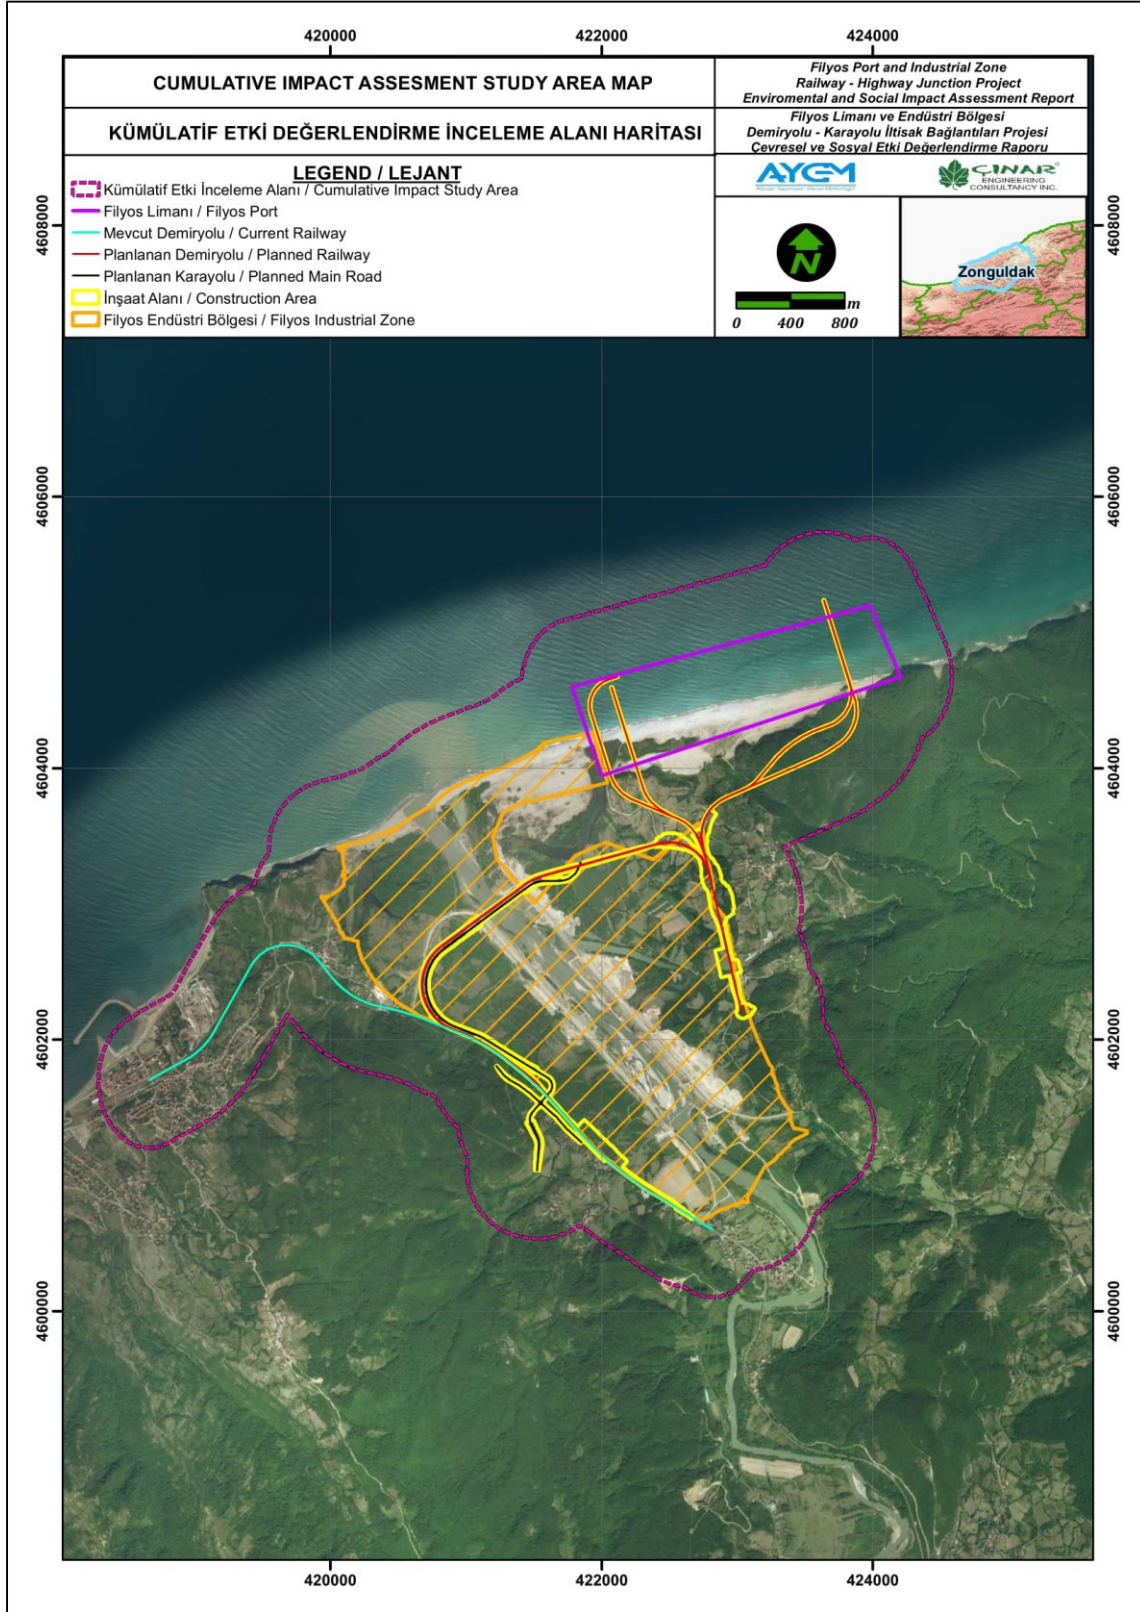 420000 422000 424000
CUMULATIVE IMPACT ASSESMENT STUDY AREA MAP
KÜMÜLATİF ETKİ DEĞERLENDİRME İNCELEME ALANI HARİTASI
Filyos Port and Industrial Zone
Railway - Highway Junction Project
Enviromental and Social Impact Assessment Report
Filyos Limanı ve Endüstri Bölgesi
Demiryolu - Karayolu İltisak Bağlantıları Projesi
Çevresel ve Sosyal Etki Değerlendirme Raporu
LEGEND / LEJANT
Kümülatif Etki İnceleme Alanı / Cumulative Impact Study Area
Filyos Limanı / Filyos Port
Mevcut Demiryolu / Current Railway
Planlanan Demiryolu / Planned Railway
Planlanan Karayolu / Planned Main Road
İnşaat Alanı / Construction Area
Filyos Endüstri Bölgesi / Filyos Industrial Zone
AYGM
ÇINAR
ENGINEERING
CONSULTANCY INC.
N
m
0 400 800
Zonguldak
4608000 4608000
4606000 4606000
4604000 4604000
4602000 4602000
4600000 4600000
420000 422000 424000